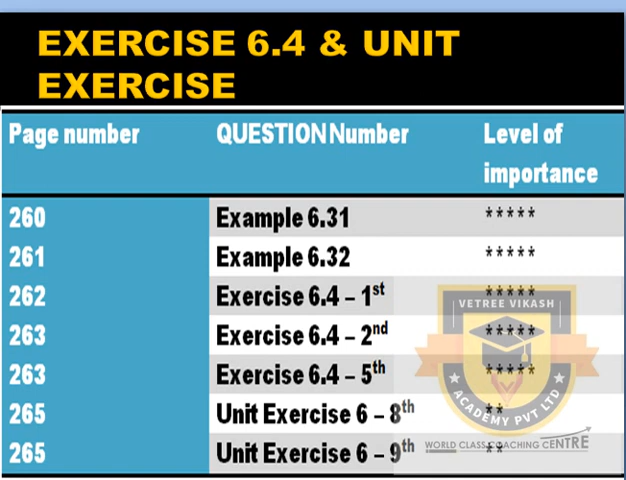 EXERCISE 6.4 & UNIT
EXERCISE
Page number QUESTION Number Level of
importance
260 Example 6.31 *****
261 Example 6.32 *****
262 Exercise 6.4 – 1st *****
263 Exercise 6.4 – 2nd *****
263 Exercise 6.4 – 5th *****
265 Unit Exercise 6 – 8th **
265 Unit Exercise 6 – 9th **
VETREE VIKASH
ACADEMY PVT LTD
WORLD CLASS COACHING CENTRE